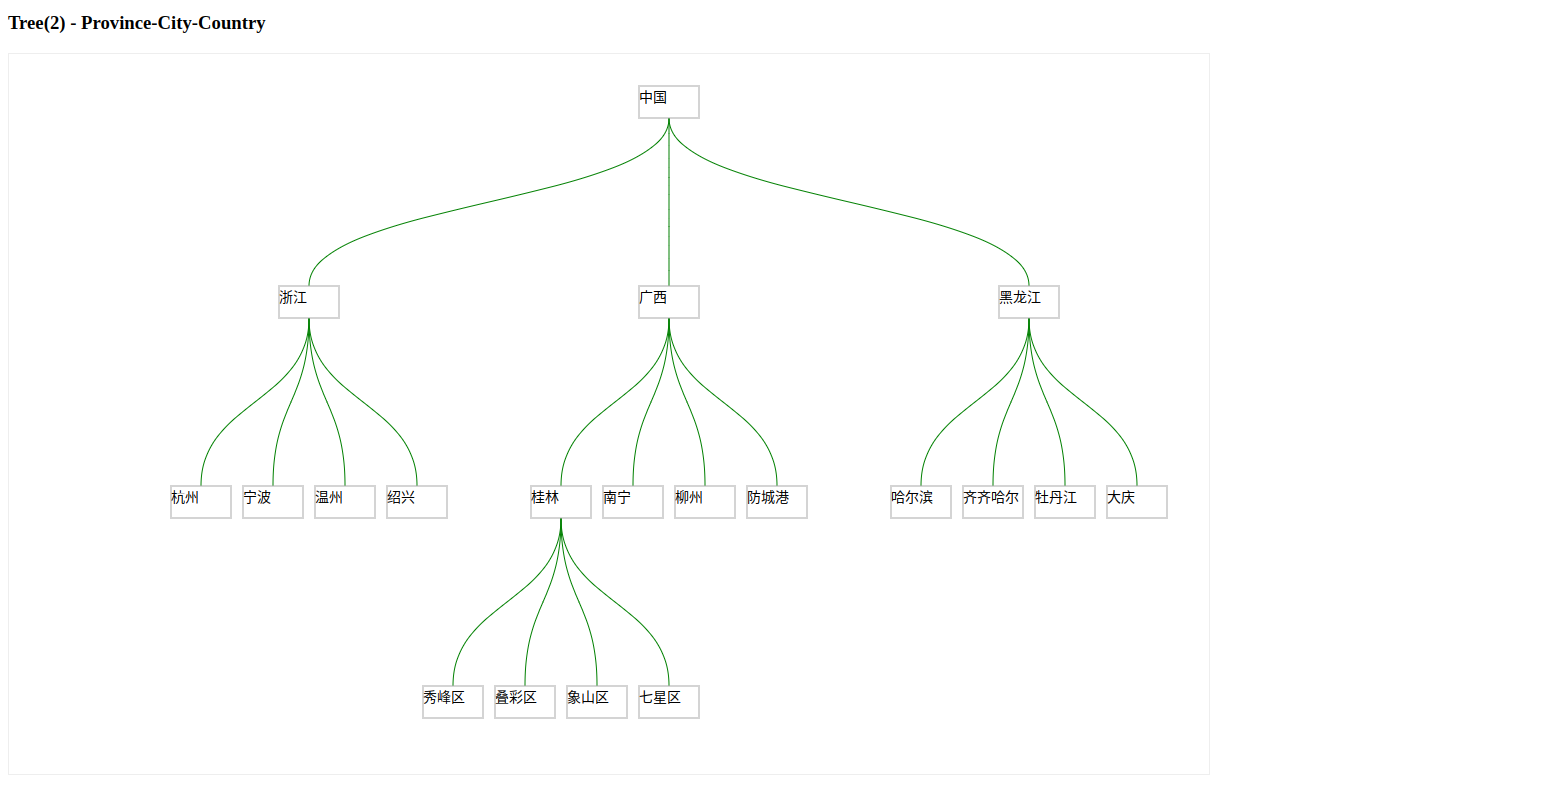 Tree(2) - Province-City-Country
中国
浙江
广西
黑龙江
杭州
宁波
温州
绍兴
桂林
南宁
柳州
防城港
哈尔滨
齐齐哈尔
牡丹江
大庆
秀峰区
叠彩区
象山区
七星区